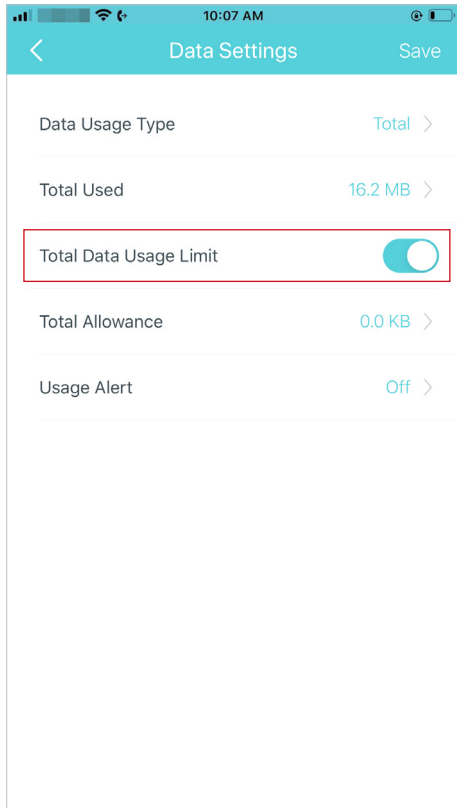 10:07 AM
Data Settings
Save
Data Usage Type Total
Total Used 16.2 MB
Total Data Usage Limit
Total Allowance 0.0 KB
Usage Alert Off